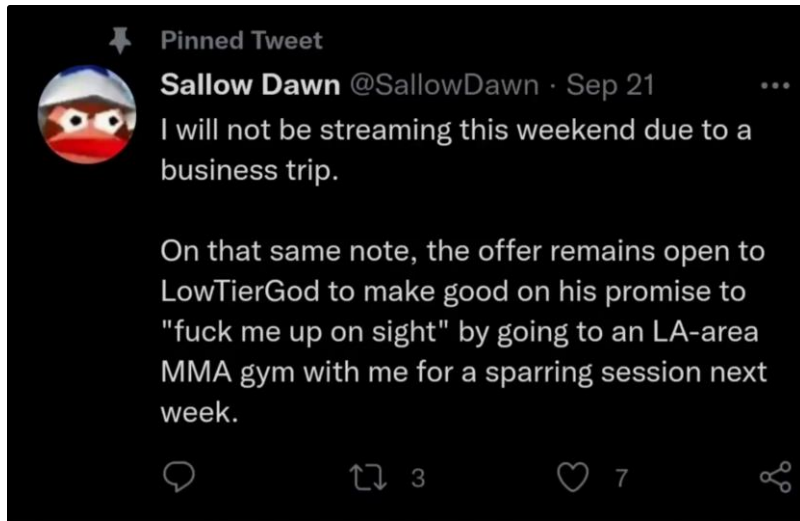 Pinned Tweet
Sallow Dawn @SallowDawn · Sep 21
I will not be streaming this weekend due to a
business trip.
On that same note, the offer remains open to
LowTierGod to make good on his promise to
"fuck me up on sight" by going to an LA-area
MMA gym with me for a sparring session next
week.
3 7